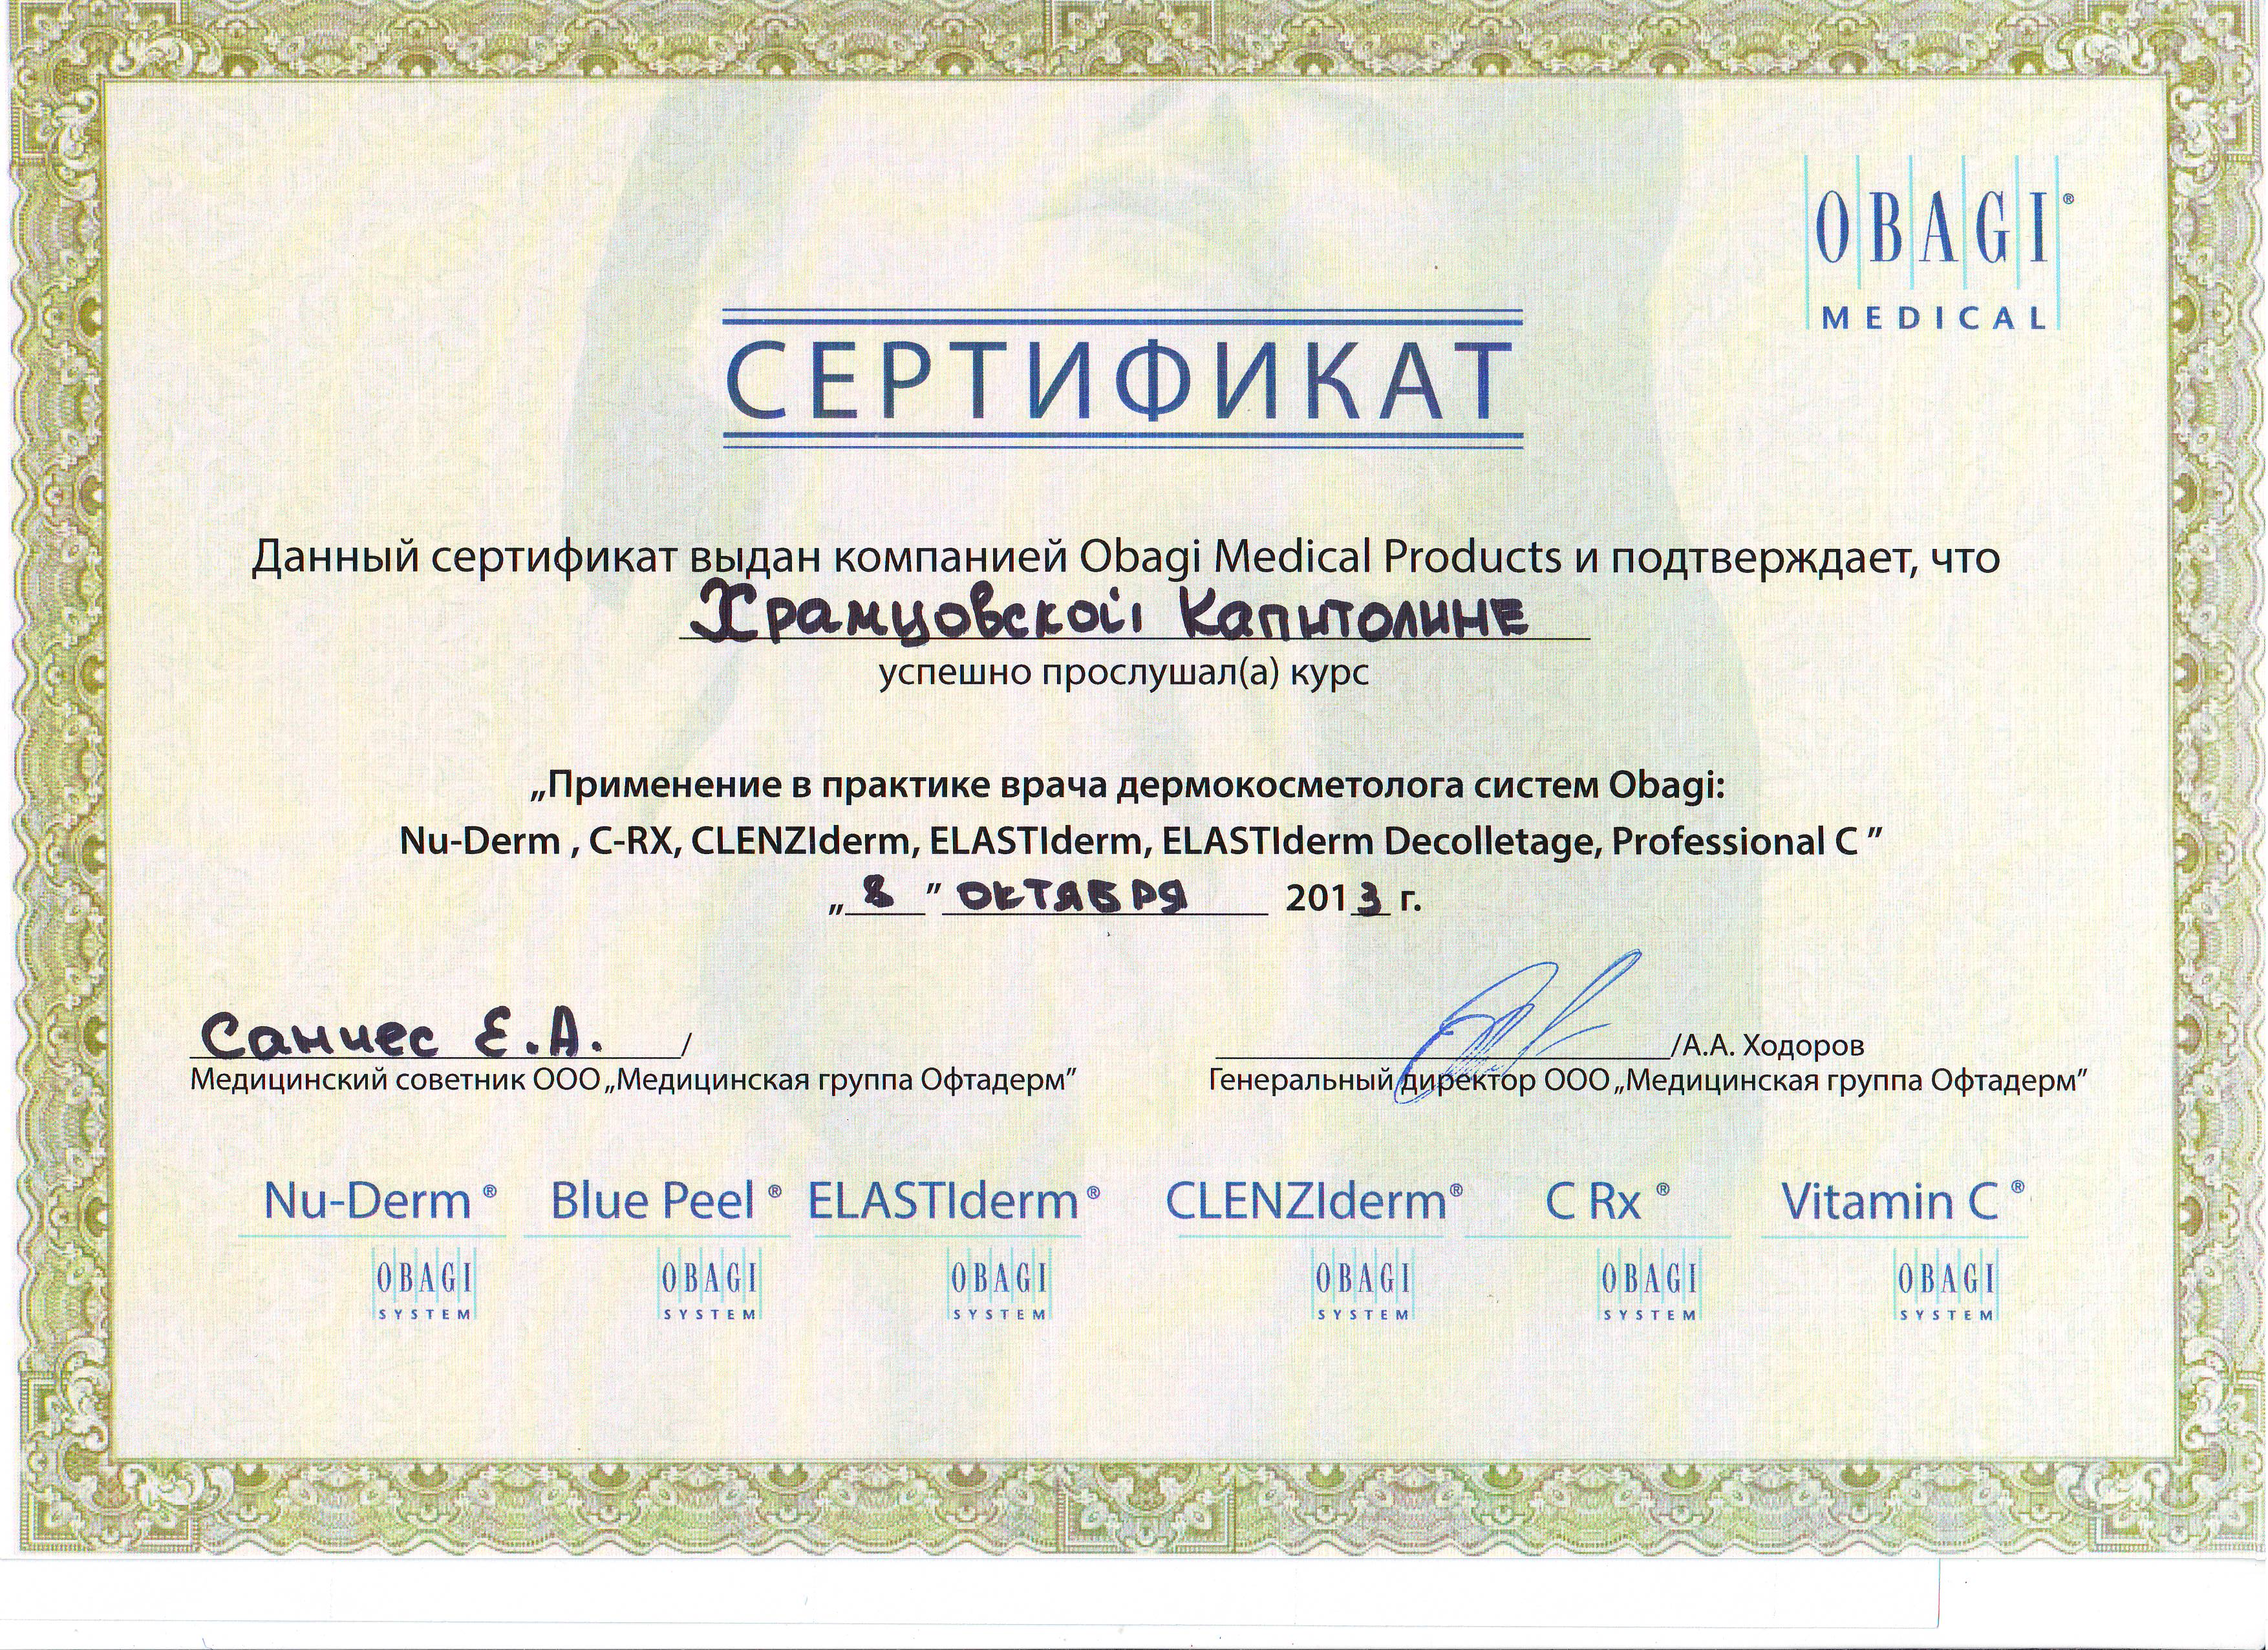 OBAGI®
MEDICAL
СЕРТИФИКАТ
Данный сертификат выдан компанией Obagi Medical Products и подтверждает, что
Храмцовской Капитолине
успешно прослушал(а) курс
„Применение в практике врача дермокосметолога систем Obagi:
Nu-Derm , C-RX, CLENZIderm, ELASTIderm, ELASTIderm Decolletage, Professional C ”
„ 8 ” октября 2013 г.
Санчес Е.А. /
Медицинский советник ООО „Медицинская группа Офтадерм”
/А.А. Ходоров
Генеральный директор ООО „Медицинская группа Офтадерм”
Nu-Derm ® Blue Peel ® ELASTIderm ® CLENZIderm® C Rx ® Vitamin C ®
OBAGI OBAGI OBAGI OBAGI OBAGI OBAGI
SYSTEM SYSTEM SYSTEM SYSTEM SYSTEM SYSTEM